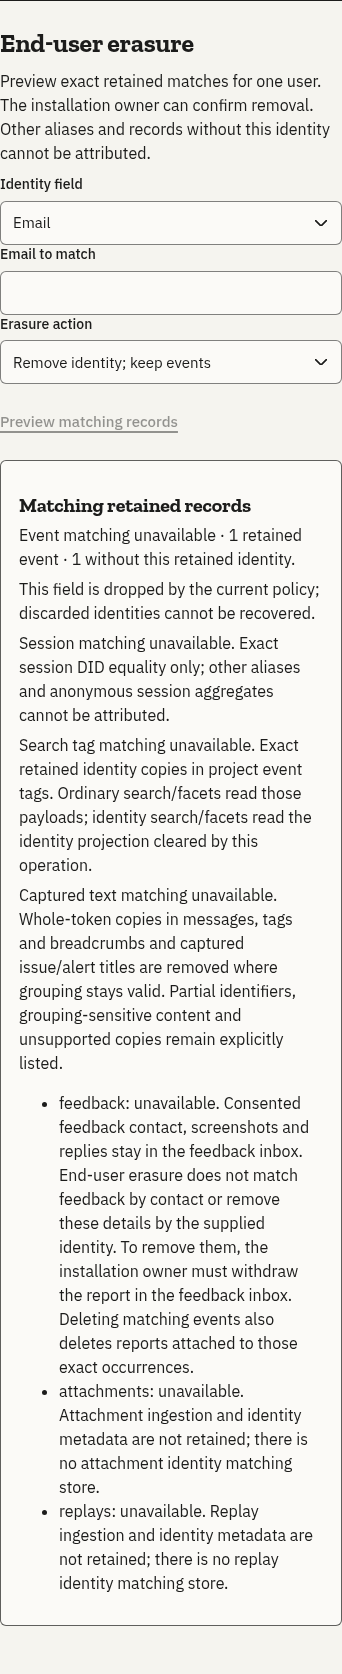 End-user erasure
Preview exact retained matches for one user.
The installation owner can confirm removal.
Other aliases and records without this identity
cannot be attributed.
Identity field
Email
Email to match
Erasure action
Remove identity; keep events
Preview matching records
Matching retained records
Event matching unavailable · 1 retained
event · 1 without this retained identity.
This field is dropped by the current policy;
discarded identities cannot be recovered.
Session matching unavailable. Exact
session DID equality only; other aliases
and anonymous session aggregates
cannot be attributed.
Search tag matching unavailable. Exact
retained identity copies in project event
tags. Ordinary search/facets read those
payloads; identity search/facets read the
identity projection cleared by this
operation.
Captured text matching unavailable.
Whole-token copies in messages, tags
and breadcrumbs and captured
issue/alert titles are removed where
grouping stays valid. Partial identifiers,
grouping-sensitive content and
unsupported copies remain explicitly
listed.
• feedback: unavailable. Consented
feedback contact, screenshots and
replies stay in the feedback inbox.
End-user erasure does not match
feedback by contact or remove
these details by the supplied
identity. To remove them, the
installation owner must withdraw
the report in the feedback inbox.
Deleting matching events also
deletes reports attached to those
exact occurrences.
• attachments: unavailable.
Attachment ingestion and identity
metadata are not retained; there is
no attachment identity matching
store.
• replays: unavailable. Replay
ingestion and identity metadata are
not retained; there is no replay
identity matching store.